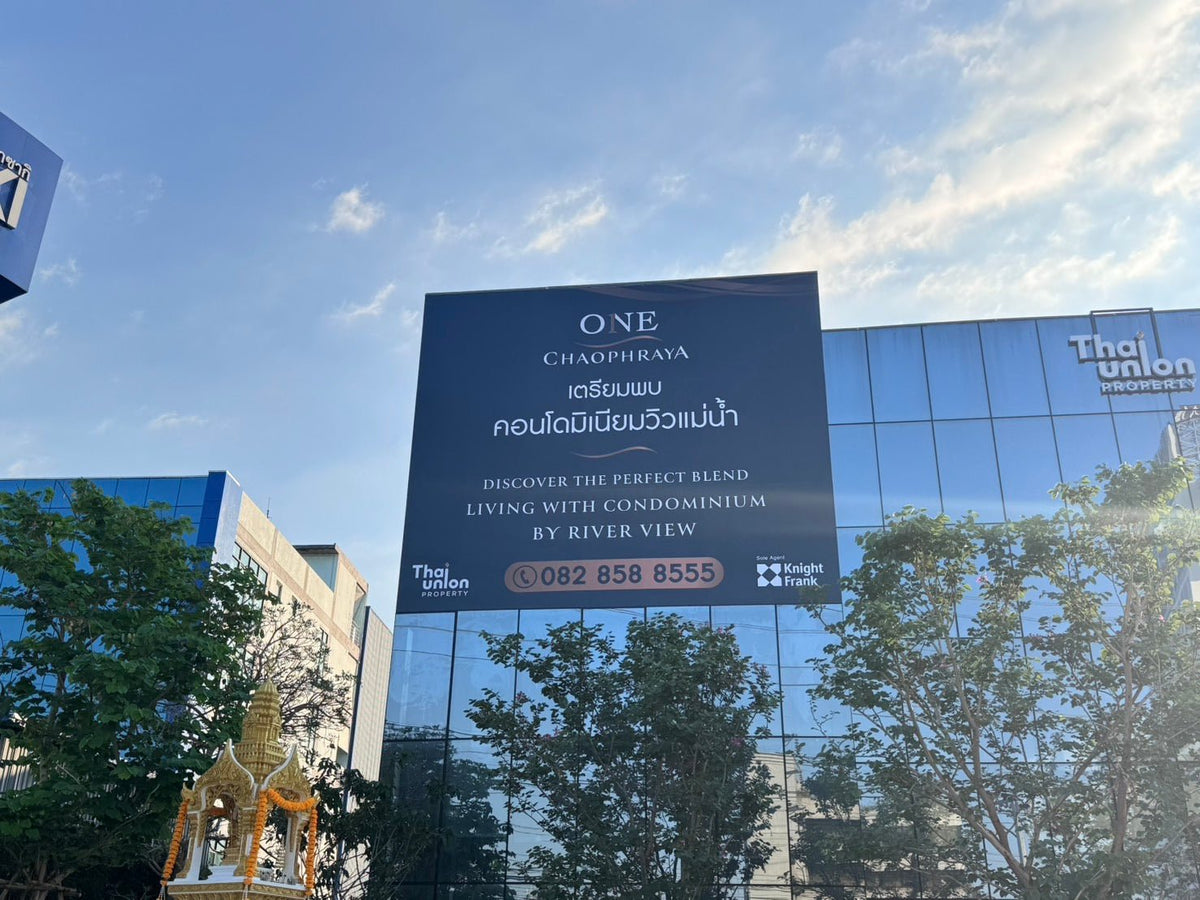 ONE
CHAOPHRAYA
เตรียมพบ
คอนโดมิเนียมวิวแม่น้ำ
DISCOVER THE PERFECT BLEND
LIVING WITH CONDOMINIUM
BY RIVER VIEW
Thai
union
PROPERTY
082 858 8555
Sole Agent
Knight
Frank
Thai
union
PROPERTY